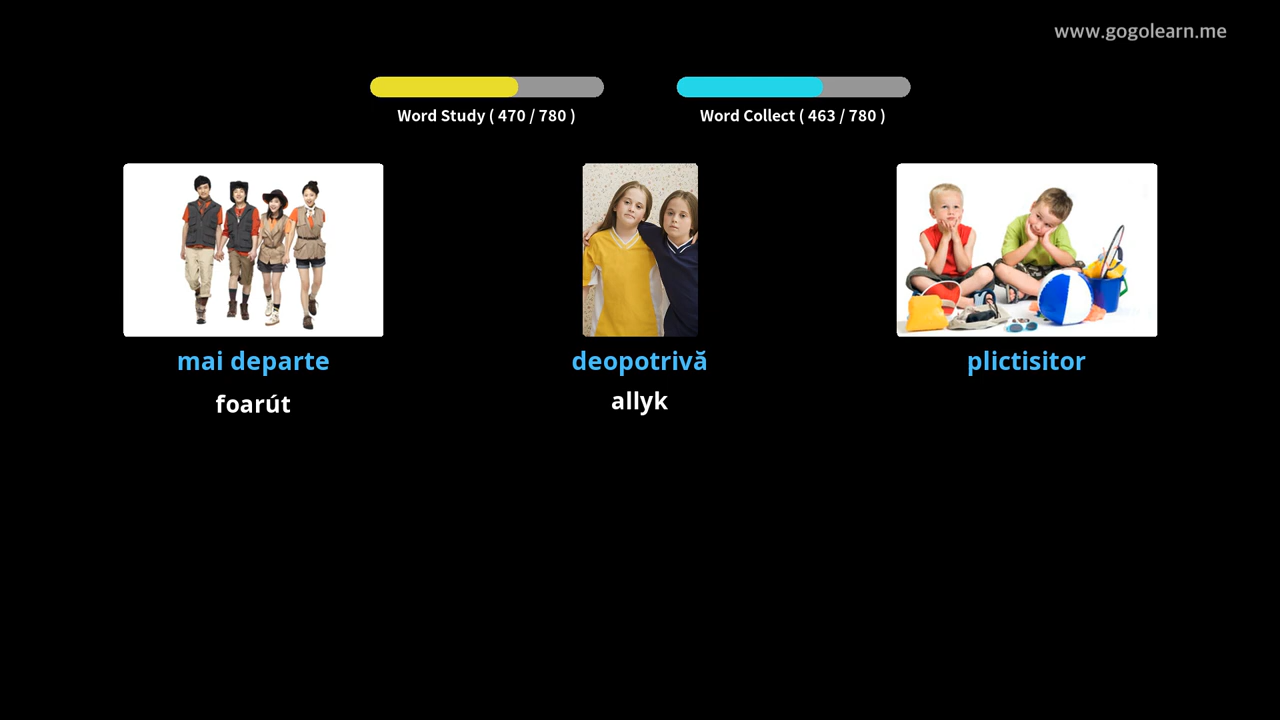 www.gogolearn.me
Word Study ( 470 / 780 )
Word Collect ( 463 / 780 )
mai departe
deopotrivă
plictisitor
foarút
allyk